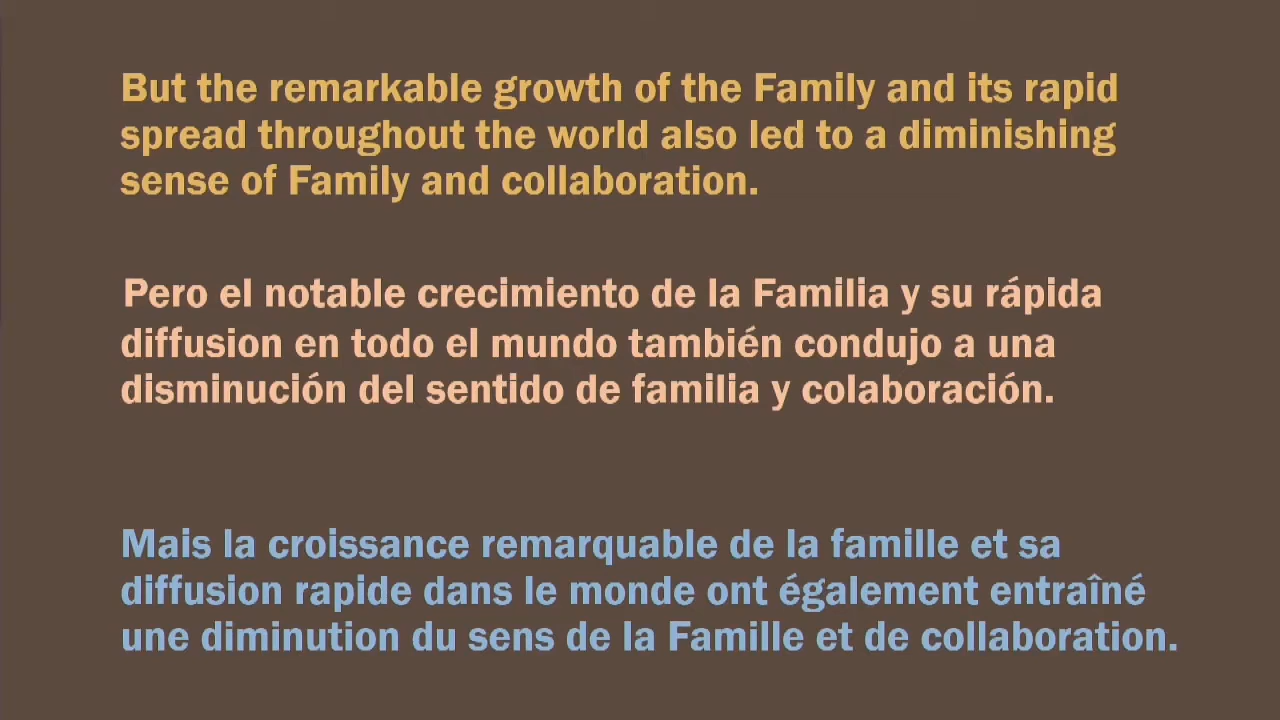 But the remarkable growth of the Family and its rapid
spread throughout the world also led to a diminishing
sense of Family and collaboration.
Pero el notable crecimiento de la Familia y su rápida
diffusion en todo el mundo también condujo a una
disminución del sentido de familia y colaboración.
Mais la croissance remarquable de la famille et sa
diffusion rapide dans le monde ont également entraîné
une diminution du sens de la Famille et de collaboration.